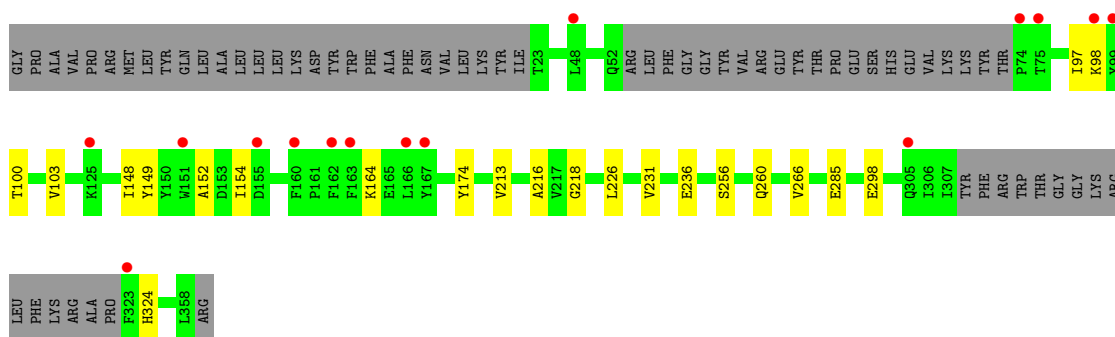 GLY PRO ALA VAL PRO ARG MET LEU TYR GLN LEU ALA LEU LEU LEU LYS ASP TYR TRP PHE ALA PHE ASN VAL LEU LYS TYR ILE T23 L48 Q52 ARG LEU PHE GLY GLY TYR VAL ARG GLU TYR THR PRO GLU SER HIS GLU VAL LYS LYS TYR THR P74 T75 I97 K98 Y99
T100 V103 K125 I148 Y149 Y150 W151 A152 D153 I154 D155 F160 P161 F162 F163 K164 E165 L166 Y167 Y174 V213 A216 V217 G218 L226 V231 E236 S256 Q260 V266 E285 E298 Q305 I306 I307 TYR PHE ARG TRP THR GLY GLY LYS ARG
LEU PHE LYS ARG ALA PRO F323 H324 L358 ARG